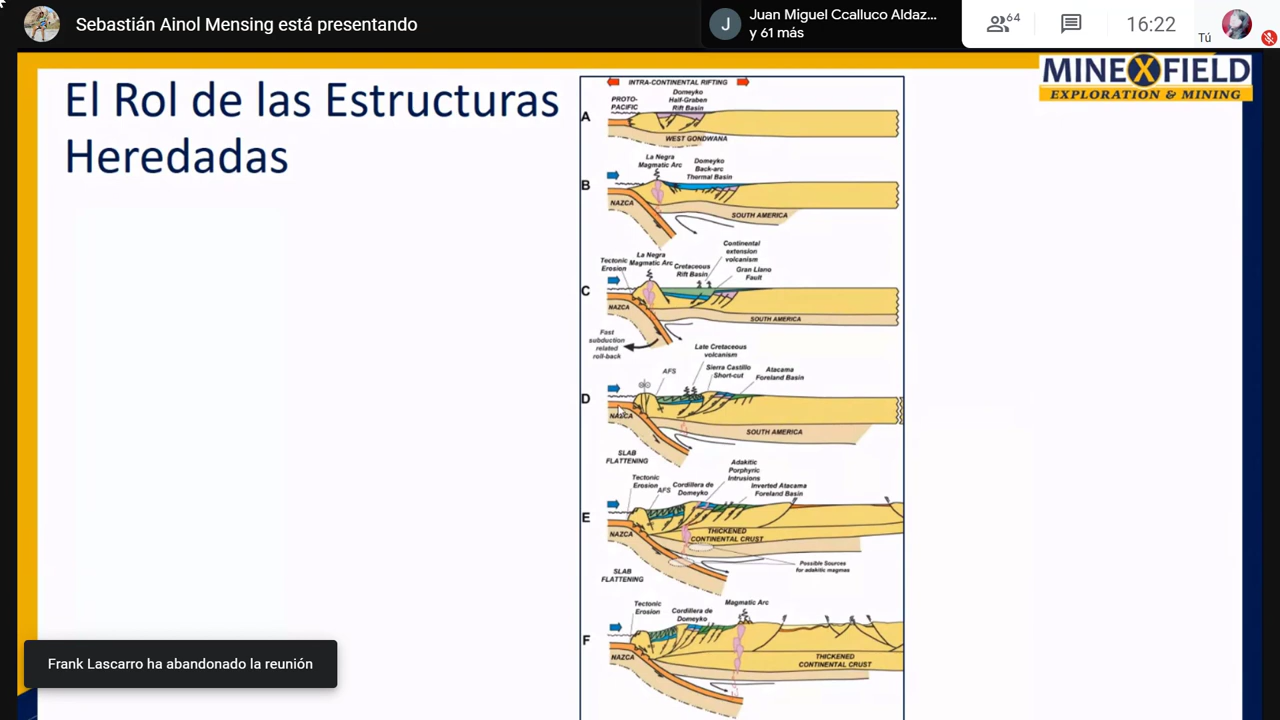 Sebastián Ainol Mensing está presentando
Juan Miguel Ccalluco Aldaz...
y 61 más
64
16:22
Tú
El Rol de las Estructuras
Heredadas
MINEXFIELD
EXPLORATION & MINING
INTRA-CONTINENTAL RIFTING
A
PROTO-
PACIFIC
Domeyko
Half-Graben
Rift Basin
WEST GONDWANA
B
La Negra
Magmatic Arc
Domeyko
Back-arc
Thermal Basin
NAZCA
SOUTH AMERICA
C
Tectonic
Erosion
La Negra
Magmatic Arc
Cretaceous
Rift Basin
Continental
extension
volcanism
Gran Llano
Fault
NAZCA
SOUTH AMERICA
Fast
subduction
related
roll-back
D
AFS
Late Cretaceous
volcanism
Sierra Castillo
Short-cut
Atacama
Foreland Basin
NAZCA
SOUTH AMERICA
SLAB
FLATTENING
E
Tectonic
Erosion
AFS
Cordillera de
Domeyko
Adakitic
Porphyric
Intrusions
Inverted Atacama
Foreland Basin
NAZCA
THICKENED
CONTINENTAL CRUST
Possible Sources
for adakitic magmas
SLAB
FLATTENING
F
Tectonic
Erosion
Cordillera de
Domeyko
Magmatic Arc
NAZCA
THICKENED
CONTINENTAL CRUST
Frank Lascarro ha abandonado la reunión
J